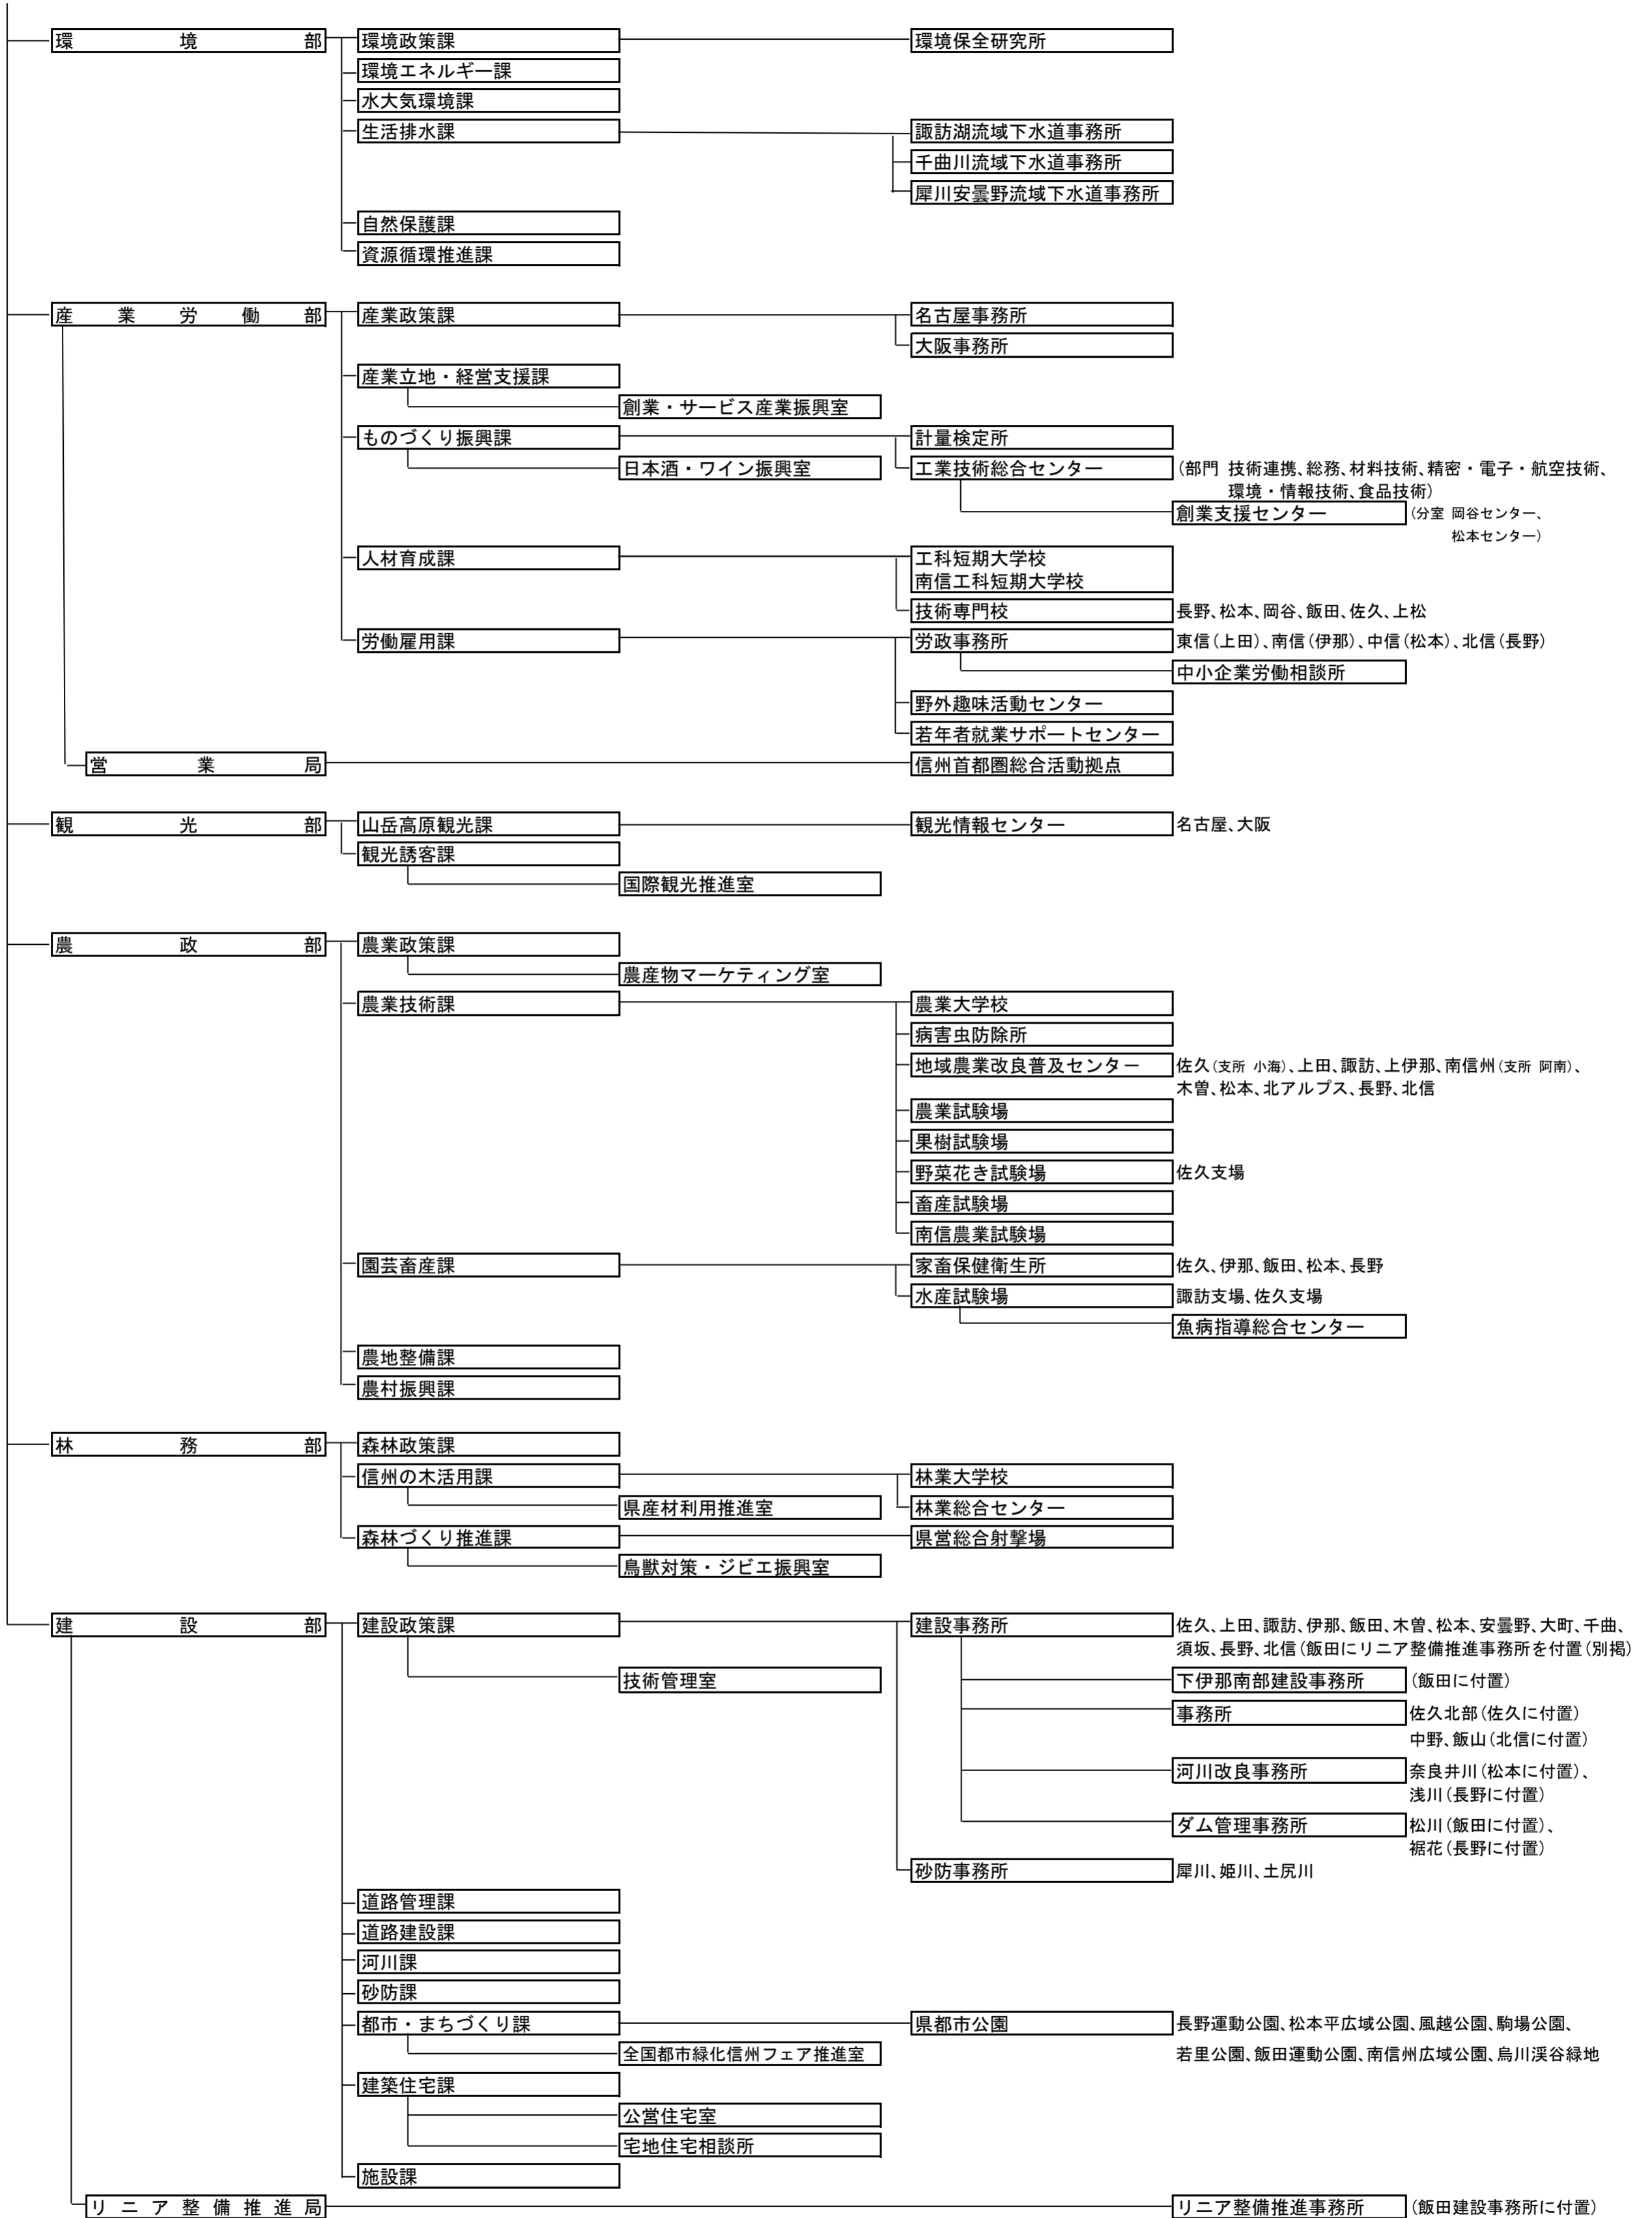 環境部 環境政策課 環境保全研究所
環境エネルギー課
水大気環境課
生活排水課 諏訪湖流域下水道事務所
千曲川流域下水道事務所
犀川安曇野流域下水道事務所
自然保護課
資源循環推進課
産業労働部 産業政策課 名古屋事務所
大阪事務所
産業立地・経営支援課
創業・サービス産業振興室
ものづくり振興課 計量検定所
日本酒・ワイン振興室 工業技術総合センター (部門 技術連携、総務、材料技術、精密・電子・航空技術、
環境・情報技術、食品技術)
創業支援センター (分室 岡谷センター、
松本センター)
人材育成課 工科短期大学校
南信工科短期大学校
技術専門校 長野、松本、岡谷、飯田、佐久、上松
労働雇用課 労政事務所 東信(上田)、南信(伊那)、中信(松本)、北信(長野)
中小企業労働相談所
野外趣味活動センター
若年者就業サポートセンター
営業局 信州首都圏総合活動拠点
観光部 山岳高原観光課 観光情報センター 名古屋、大阪
観光誘客課
国際観光推進室
農政部 農業政策課
農産物マーケティング室
農業技術課 農業大学校
病害虫防除所
地域農業改良普及センター 佐久(支所 小海)、上田、諏訪、上伊那、南信州(支所 阿南)、
木曽、松本、北アルプス、長野、北信
農業試験場
果樹試験場
野菜花き試験場 佐久支場
畜産試験場
南信農業試験場
園芸畜産課 家畜保健衛生所 佐久、伊那、飯田、松本、長野
水産試験場 諏訪支場、佐久支場
魚病指導総合センター
農地整備課
農村振興課
林務部 森林政策課
信州の木活用課 林業大学校
県産材利用推進室 林業総合センター
森林づくり推進課 県営総合射撃場
鳥獣対策・ジビエ振興室
建設部 建設政策課 建設事務所 佐久、上田、諏訪、伊那、飯田、木曽、松本、安曇野、大町、千曲、
須坂、長野、北信(飯田にリニア整備推進事務所を付置(別掲)
技術管理室 下伊那南部建設事務所 (飯田に付置)
事務所 佐久北部(佐久に付置)
中野、飯山(北信に付置)
河川改良事務所 奈良井川(松本に付置)、
浅川(長野に付置)
ダム管理事務所 松川(飯田に付置)、
裾花(長野に付置)
砂防事務所 犀川、姫川、土尻川
道路管理課
道路建設課
河川課
砂防課
都市・まちづくり課 県都市公園 長野運動公園、松本平広域公園、風越公園、駒場公園、
全国都市緑化信州フェア推進室 若里公園、飯田運動公園、南信州広域公園、烏川渓谷緑地
建築住宅課
公営住宅室
宅地住宅相談所
施設課
リニア整備推進局 リニア整備推進事務所 (飯田建設事務所に付置)